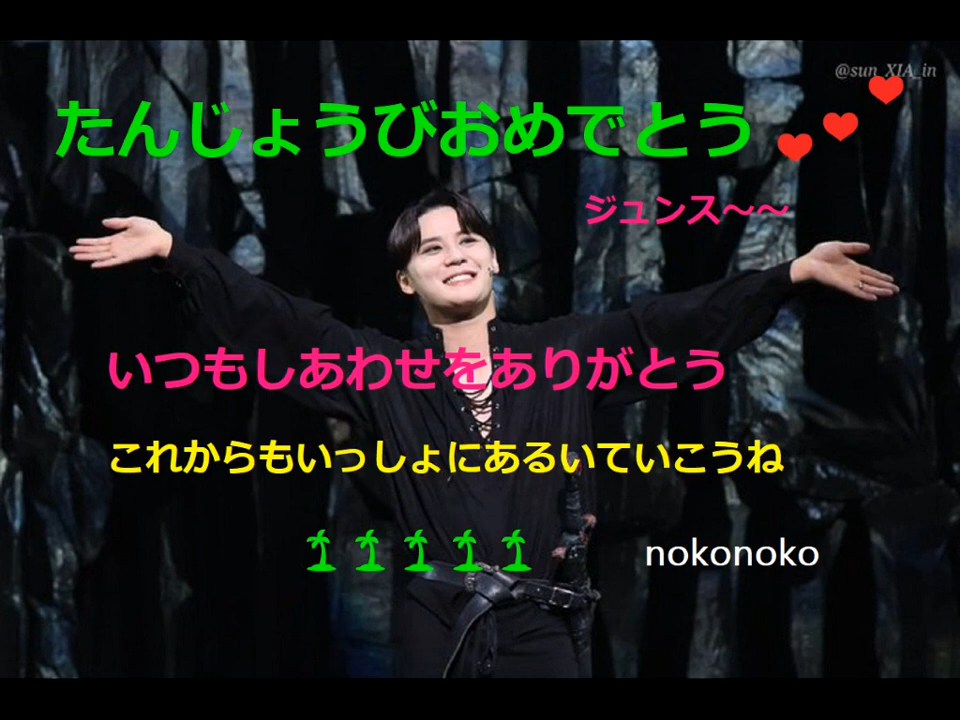 @sun_XIA_in
たんじょうびおめでとう
ジュンス〜〜
いつもしあわせをありがとう
これからもいっしょにあるいていこうね
nokonoko